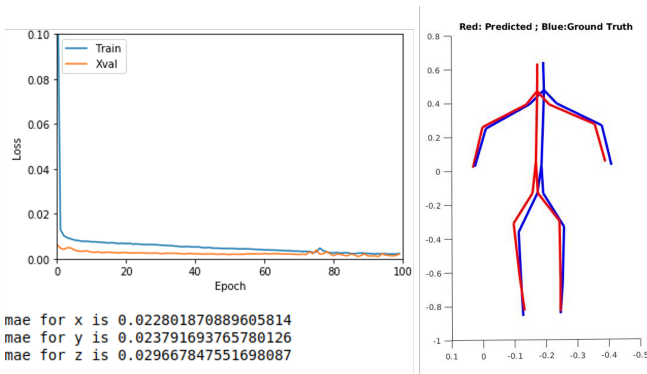 0.10
0.08
0.06
0.04
0.02
0.00
Loss
Train
Xval
0 20 40 60 80 100
Epoch
mae for x is 0.022801870889605814
mae for y is 0.023791693765780126
mae for z is 0.029667847551698087
Red: Predicted ; Blue:Ground Truth
0.8
0.6
0.4
0.2
0
-0.2
-0.4
-0.6
-0.8
-1
0.1 0 -0.1 -0.2 -0.3 -0.4 -0.5